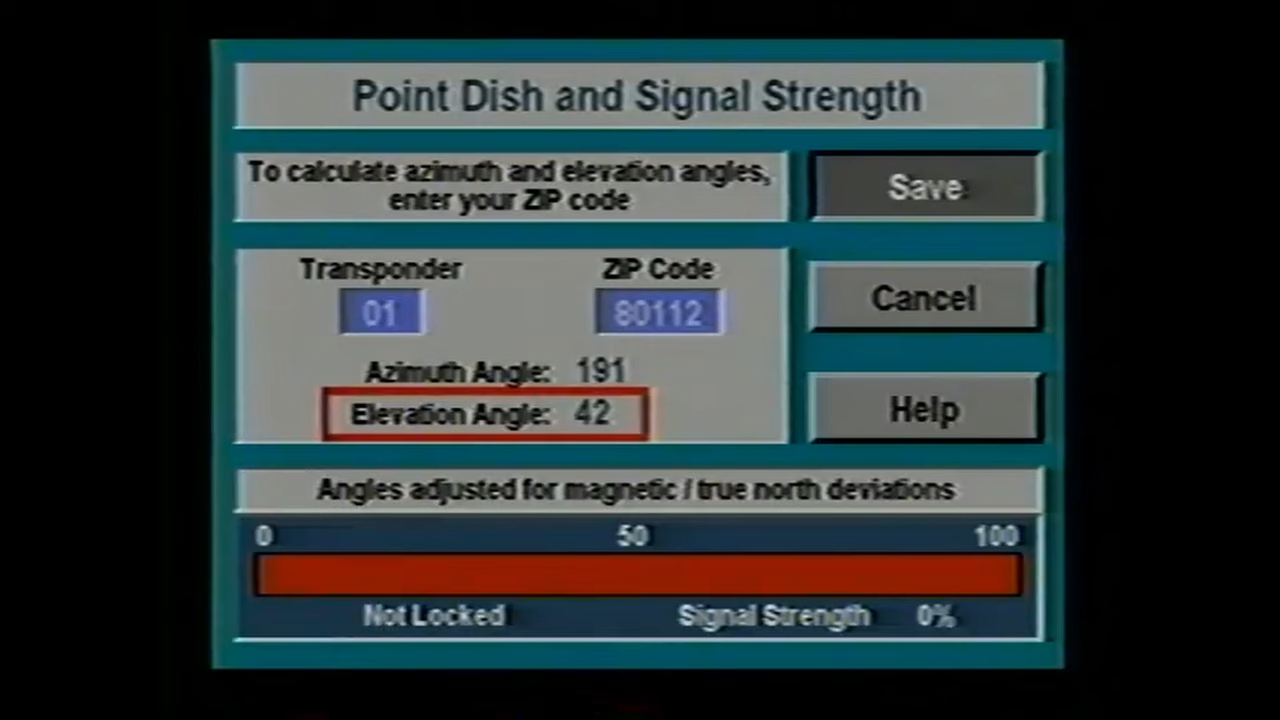 Point Dish and Signal Strength
To calculate azimuth and elevation angles,
enter your ZIP code
Save
Transponder ZIP Code
01 80112
Cancel
Azimuth Angle: 191
Elevation Angle: 42
Help
Angles adjusted for magnetic / true north deviations
0 50 100
Not Locked Signal Strength 0%